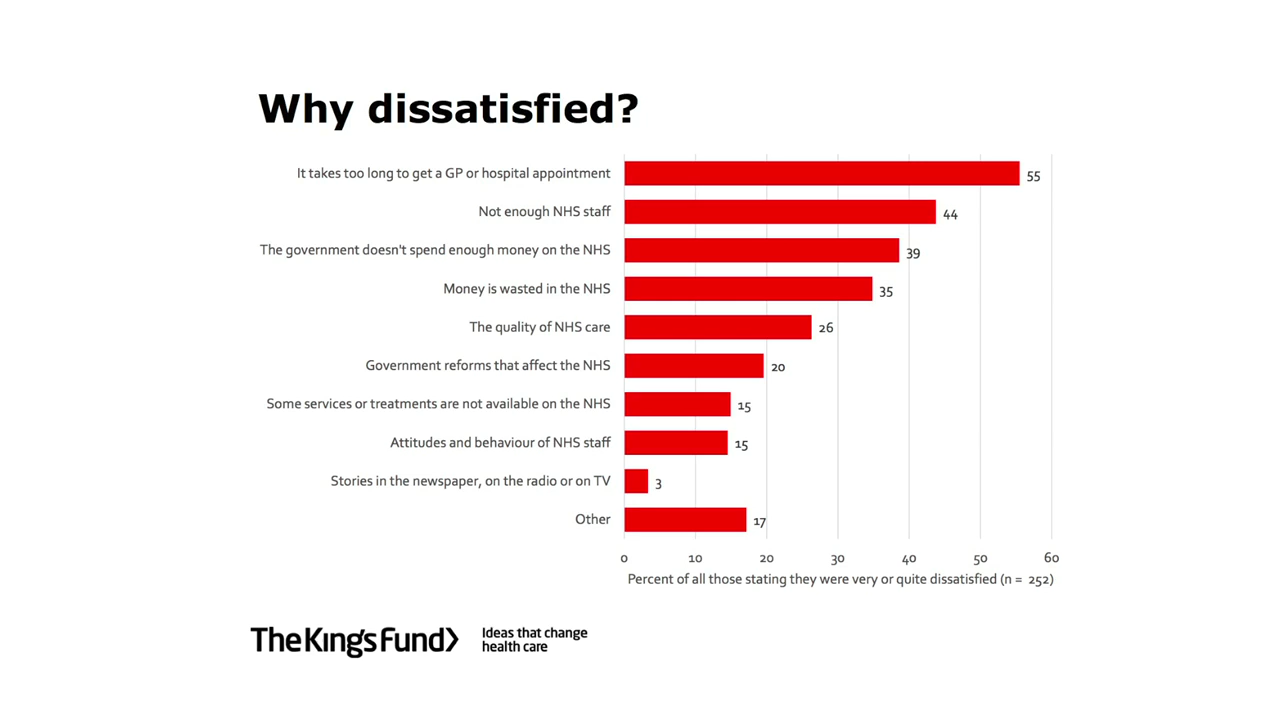 Why dissatisfied?
It takes too long to get a GP or hospital appointment 55
Not enough NHS staff 44
The government doesn't spend enough money on the NHS 39
Money is wasted in the NHS 35
The quality of NHS care 26
Government reforms that affect the NHS 20
Some services or treatments are not available on the NHS 15
Attitudes and behaviour of NHS staff 15
Stories in the newspaper, on the radio or on TV 3
Other 17
0 10 20 30 40 50 60
Percent of all those stating they were very or quite dissatisfied (n = 252)
TheKing'sFund>
Ideas that change
health care